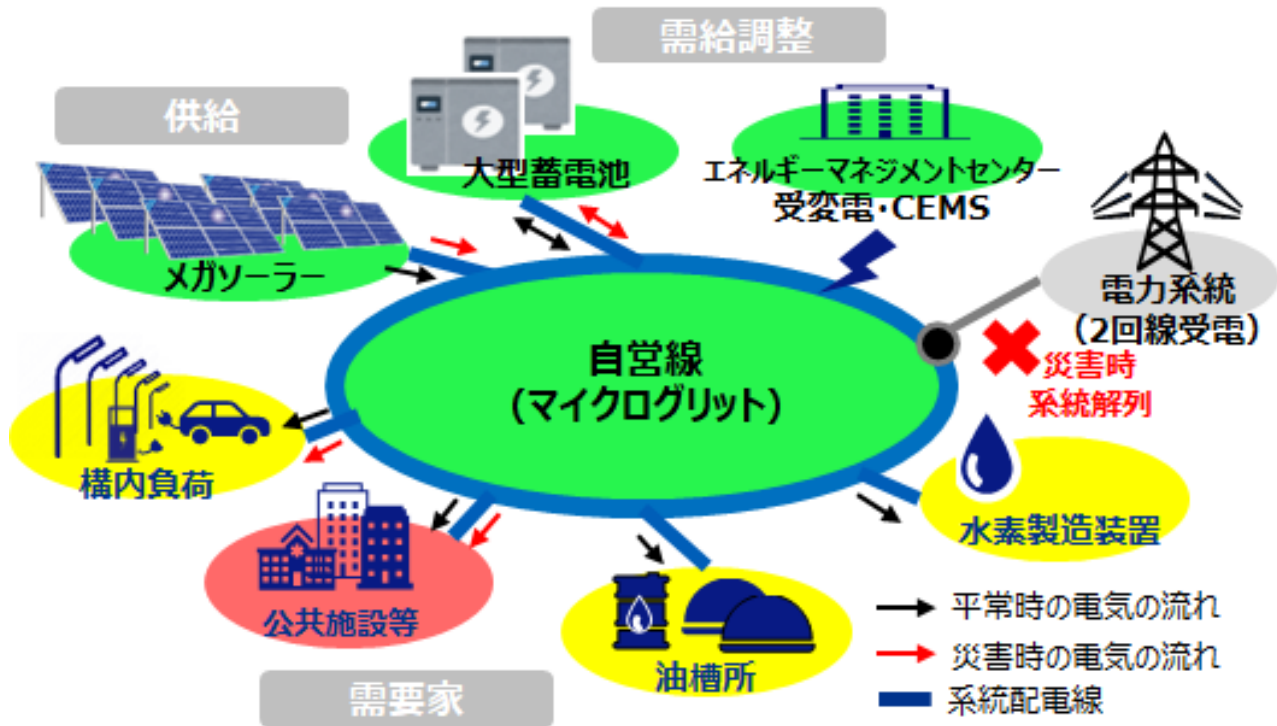 需給調整
供給
大型蓄電池
エネルギーマネジメントセンター
受変電・CEMS
メガソーラー
電力系統
（2回線受電）
自営線
（マイクログリット）
災害時
系統解列
構内負荷
水素製造装置
公共施設等
油槽所
需要家
平常時の電気の流れ
災害時の電気の流れ
系統配電線